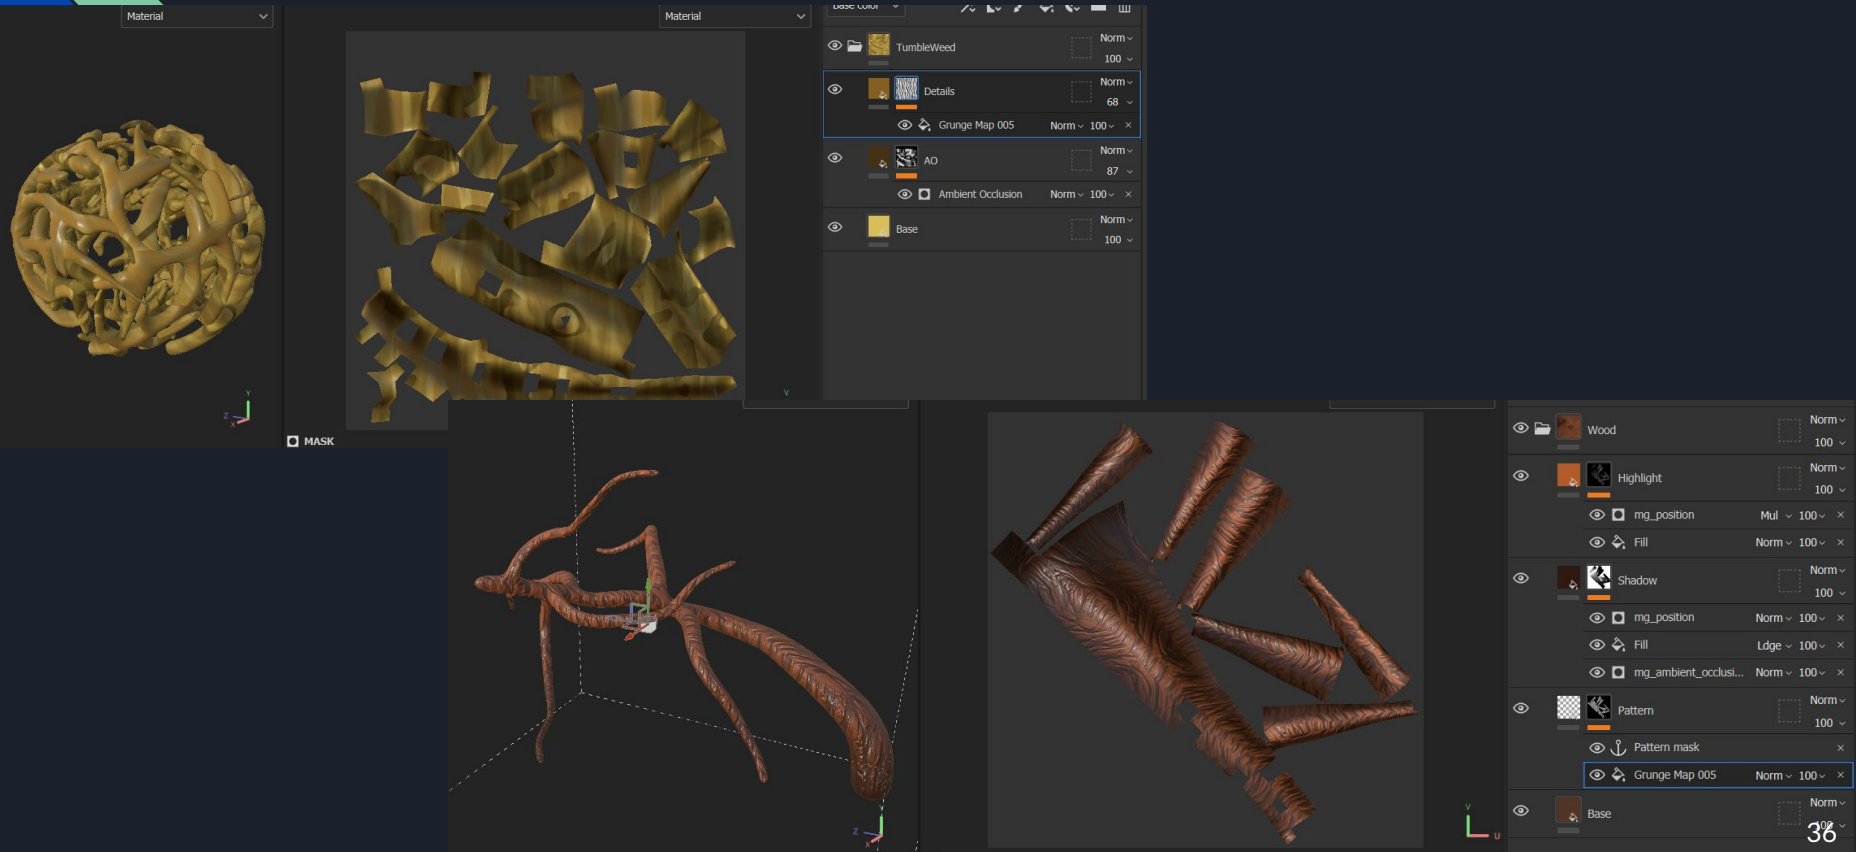 Material
Material
Base color
TumbleWeed
Norm
100
Details
Norm
68
Grunge Map 005 Norm 100 ×
AO
Norm
87
Ambient Occlusion Norm 100 ×
Base
Norm
100
Y
Z
X
V
MASK
Wood
Norm
100
Highlight
Norm
100
mg_position Mul 100 ×
Fill Norm 100 ×
Shadow
Norm
100
mg_position Norm 100 ×
Fill Ldge 100 ×
mg_ambient_occlusi... Norm 100 ×
Pattern
Norm
100
Pattern mask ×
Grunge Map 005 Norm 100 ×
Base
Norm
100
Y
Z
X
V
U
36